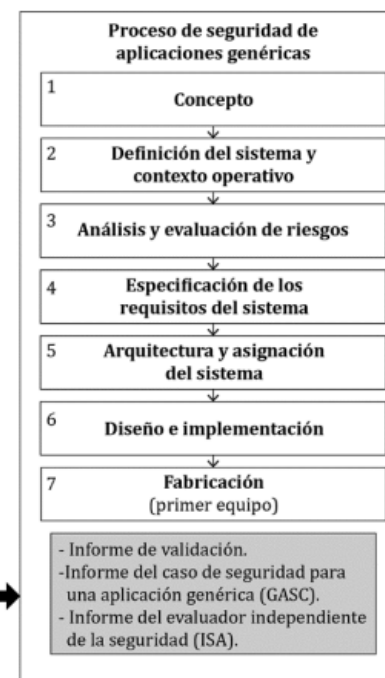 Proceso de seguridad de
aplicaciones genéricas
1
Concepto
2
Definición del sistema y
contexto operativo
3
Análisis y evaluación de riesgos
4
Especificación de los
requisitos del sistema
5
Arquitectura y asignación
del sistema
6
Diseño e implementación
7
Fabricación
(primer equipo)
- Informe de validación.
-Informe del caso de seguridad para
una aplicación genérica (GASC).
- Informe del evaluador independiente
de la seguridad (ISA).